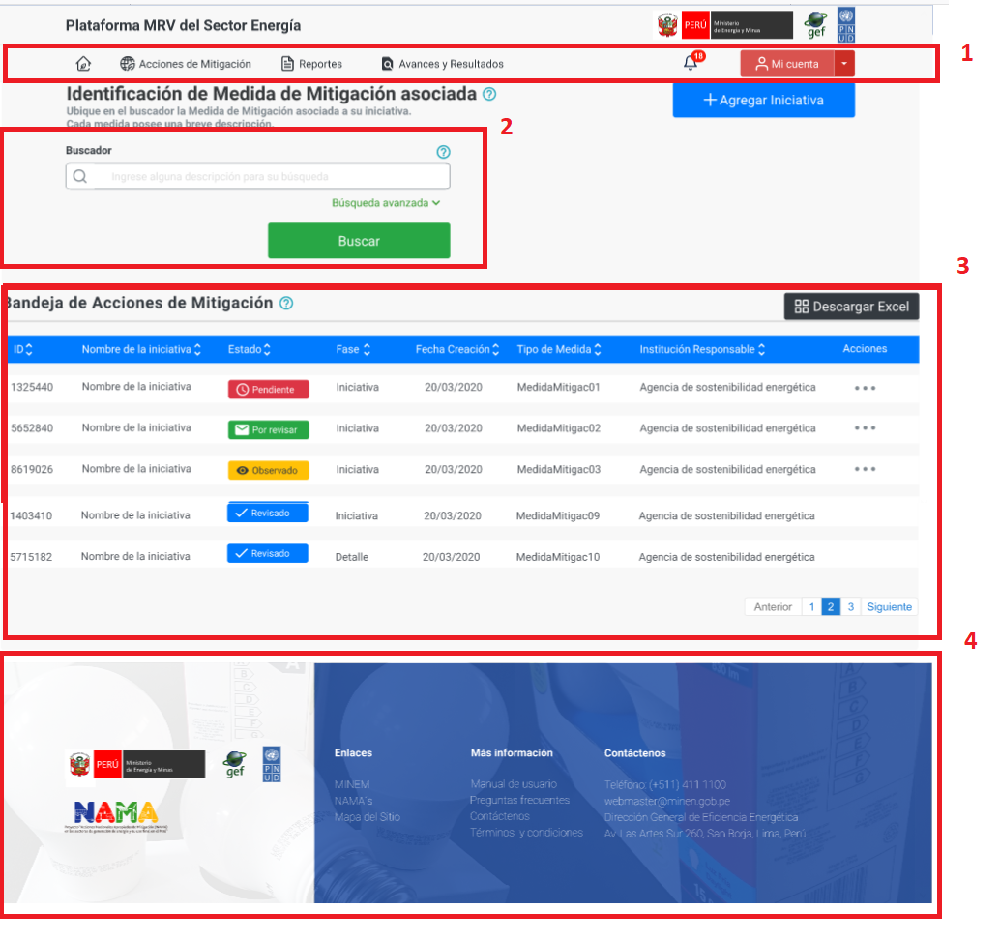 Plataforma MRV del Sector Energía
PERÚ Ministerio de Energía y Minas
gef
P N U D
1
Acciones de Mitigación Reportes Avances y Resultados 18 Mi cuenta
Identificación de Medida de Mitigación asociada ?
+ Agregar Iniciativa
Ubique en el buscador la Medida de Mitigación asociada a su iniciativa.
Cada medida posee una breve descripción.
2
Buscador ?
Ingrese alguna descripción para su búsqueda
Búsqueda avanzada
Buscar
3
Bandeja de Acciones de Mitigación ? Descargar Excel
ID Nombre de la iniciativa Estado Fase Fecha Creación Tipo de Medida Institución Responsable Acciones
1325440 Nombre de la iniciativa Pendiente Iniciativa 20/03/2020 MedidaMitigac01 Agencia de sostenibilidad energética
5652840 Nombre de la iniciativa Por revisar Iniciativa 20/03/2020 MedidaMitigac02 Agencia de sostenibilidad energética
8619026 Nombre de la iniciativa Observado Iniciativa 20/03/2020 MedidaMitigac03 Agencia de sostenibilidad energética
1403410 Nombre de la iniciativa Revisado Iniciativa 20/03/2020 MedidaMitigac09 Agencia de sostenibilidad energética
5715182 Nombre de la iniciativa Revisado Detalle 20/03/2020 MedidaMitigac10 Agencia de sostenibilidad energética
Anterior 1 2 3 Siguiente
4
PERÚ Ministerio de Energía y Minas
gef
P N U D
NAMA
Enlaces
MINEM
NAMA´s
Mapa del Sitio
Más información
Manual de usuario
Preguntas frecuentes
Contáctenos
Términos y condiciones
Contáctenos
Teléfono: (+511) 411 1100
webmaster@minen.gob.pe
Dirección General de Eficiencia Energética
Av. Las Artes Sur 260, San Borja, Lima, Perú